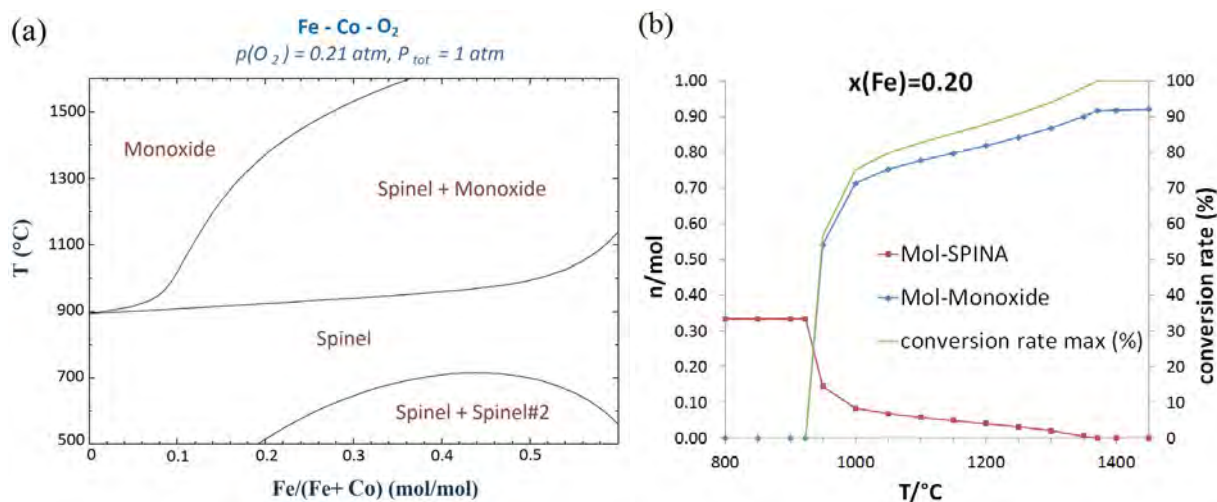 (a)
Fe - Co - O2
p(O2) = 0.21 atm, Ptot = 1 atm
Monoxide
Spinel + Monoxide
Spinel
Spinel + Spinel#2
T (°C)
1500
1300
1100
900
700
500
0 0.1 0.2 0.3 0.4 0.5
Fe/(Fe+ Co) (mol/mol)
(b)
x(Fe)=0.20
n/mol
1.00
0.90
0.80
0.70
0.60
0.50
0.40
0.30
0.20
0.10
0.00
Mol-SPINA
Mol-Monoxide
conversion rate max (%)
100
90
80
70
60
50
40
30
20
10
0
conversion rate (%)
800 1000 1200 1400
T/°C